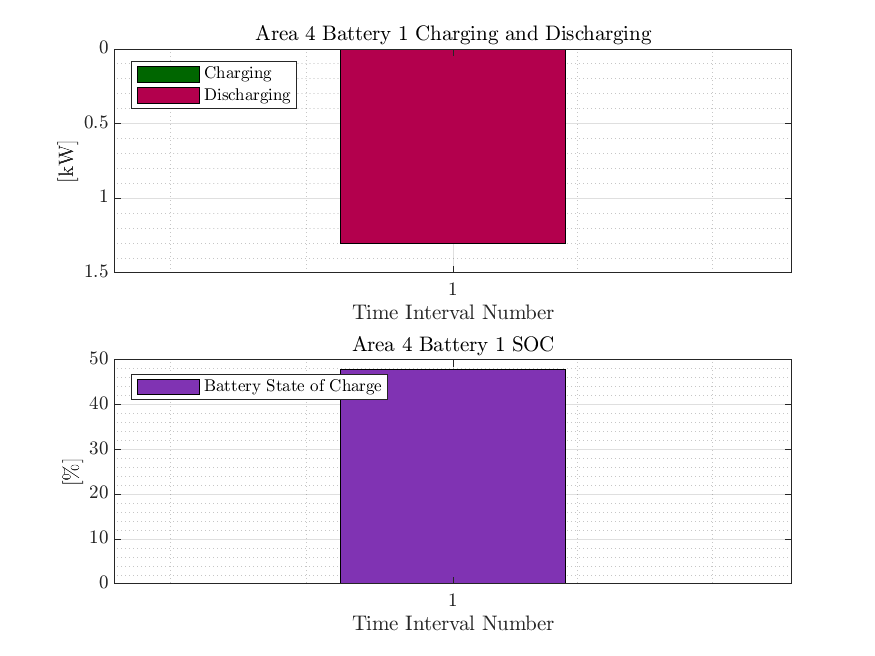 Area 4 Battery 1 Charging and Discharging
0
Charging
Discharging
0.5
[kW]
1
1.5
1
Time Interval Number
Area 4 Battery 1 SOC
50
Battery State of Charge
40
30
[%]
20
10
0
1
Time Interval Number